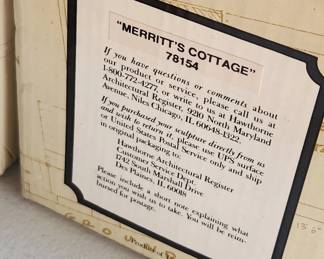 "MERRITT'S COTTAGE"
78154
If you have questions or comments about
our product or service, please call us at
1-800-772-4277, or write to us at Hawthorne
Architectural Register, 9210 North Maryland
Avenue, Niles Chicago, IL 60648-1322.
If you purchased your sculpture directly from us
and wish to return it, please use UPS surface
or United States Postal Service only and ship
in original packaging to:
Hawthorne Architectural Register
Customer Service Dept.
1742 South Marshall Drive
Des Plaines, IL 60018
Please include a short note explaining what
action you wish us to take. You will be reim-
bursed for postage.